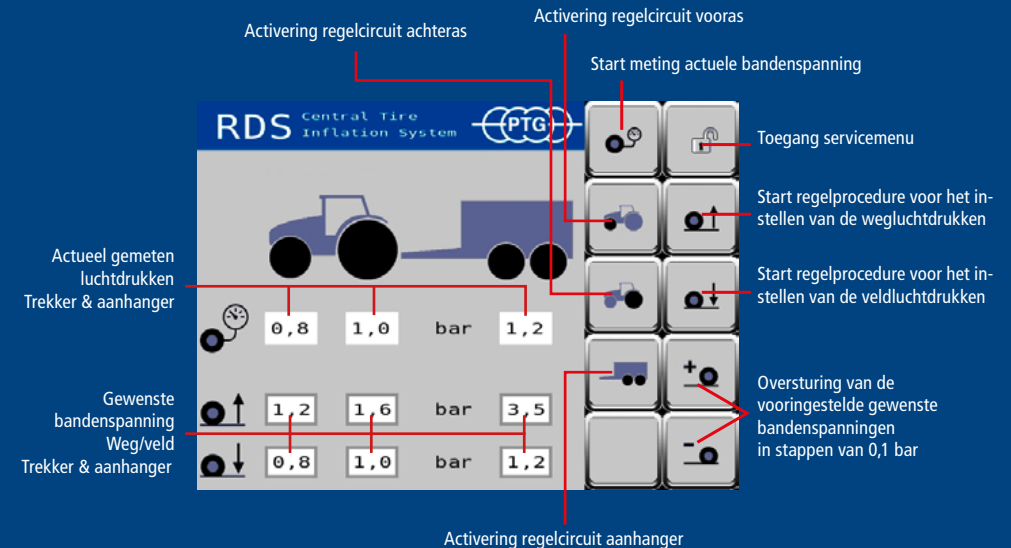 Activering regelcircuit vooras
Activering regelcircuit achteras
Start meting actuele bandenspanning
RDS Central Tire
Inflation System
PTG
Toegang servicemenu
Start regelprocedure voor het in-
stellen van de wegluchtdrukken
Actueel gemeten
luchtdrukken
Trekker & aanhanger
Start regelprocedure voor het in-
stellen van de veldluchtdrukken
0,8 1,0 bar 1,2
Gewenste
bandenspanning
Weg/veld
Trekker & aanhanger
1,2 1,6 bar 3,5
0,8 1,0 bar 1,2
+
-
Oversturing van de
vooringestelde gewenste
bandenspanningen
in stappen van 0,1 bar
Activering regelcircuit aanhanger